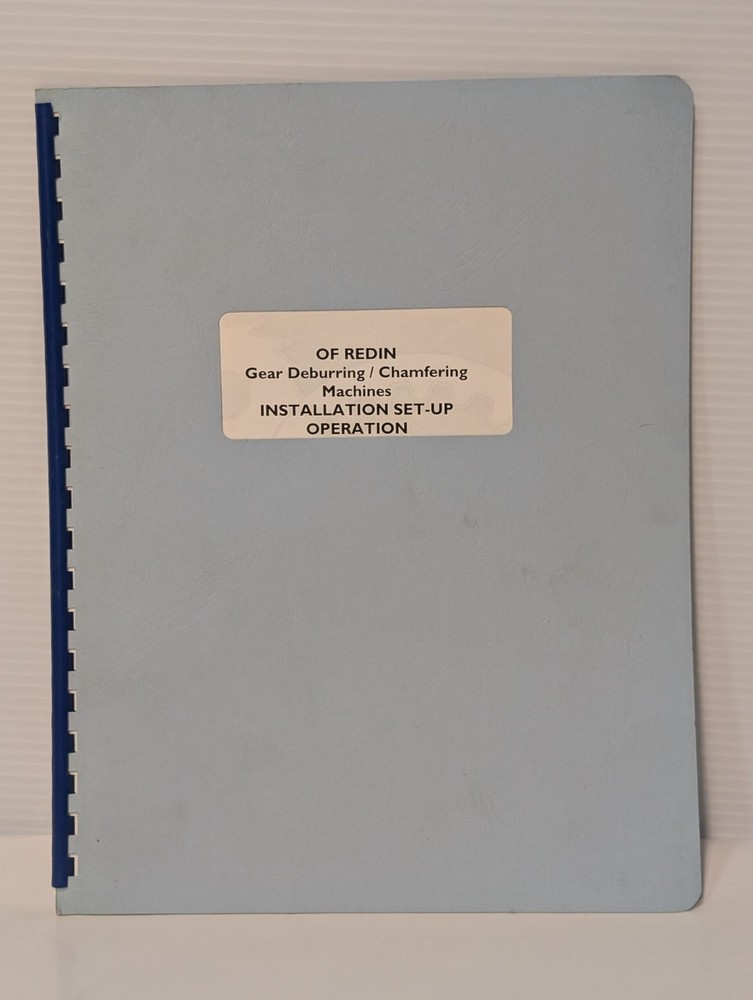 OF REDIN
Gear Deburring / Chamfering
Machines
INSTALLATION SET-UP
OPERATION